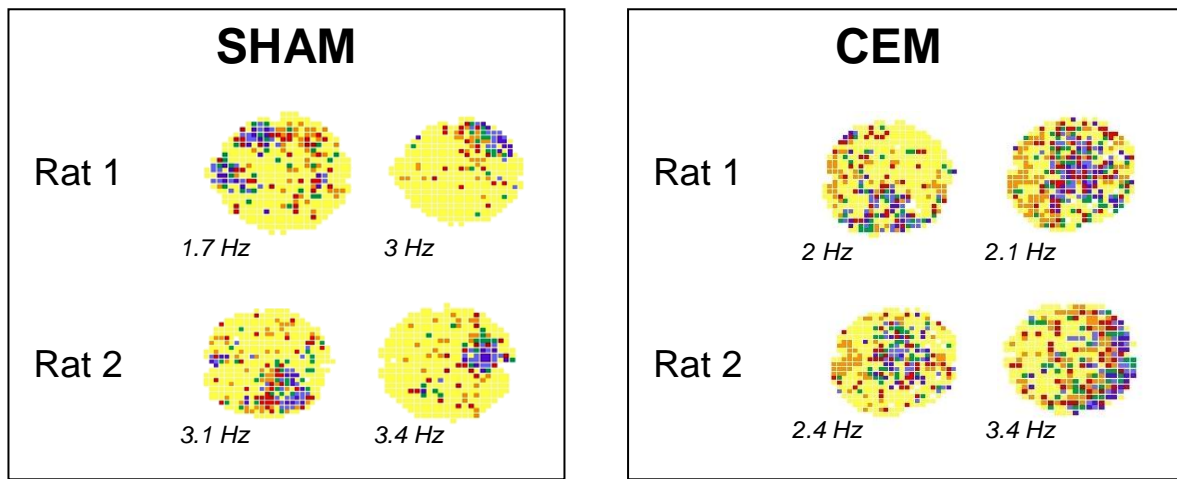 SHAM
Rat 1
1.7 Hz
3 Hz
Rat 2
3.1 Hz
3.4 Hz
CEM
Rat 1
2 Hz
2.1 Hz
Rat 2
2.4 Hz
3.4 Hz